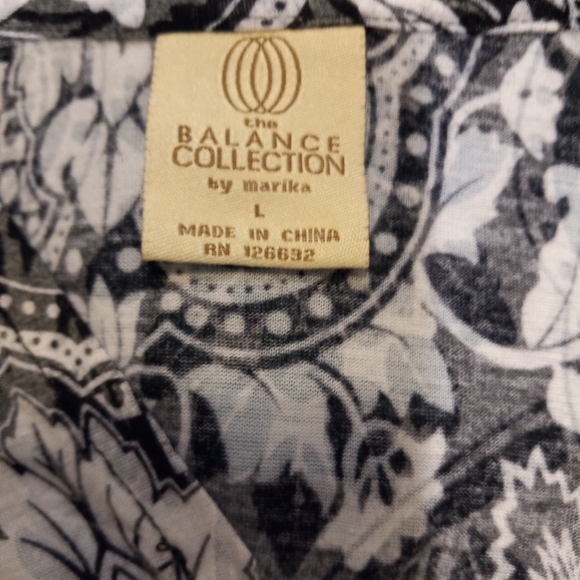 the
BALANCE
COLLECTION
by marika
L
MADE IN CHINA
RN 126632